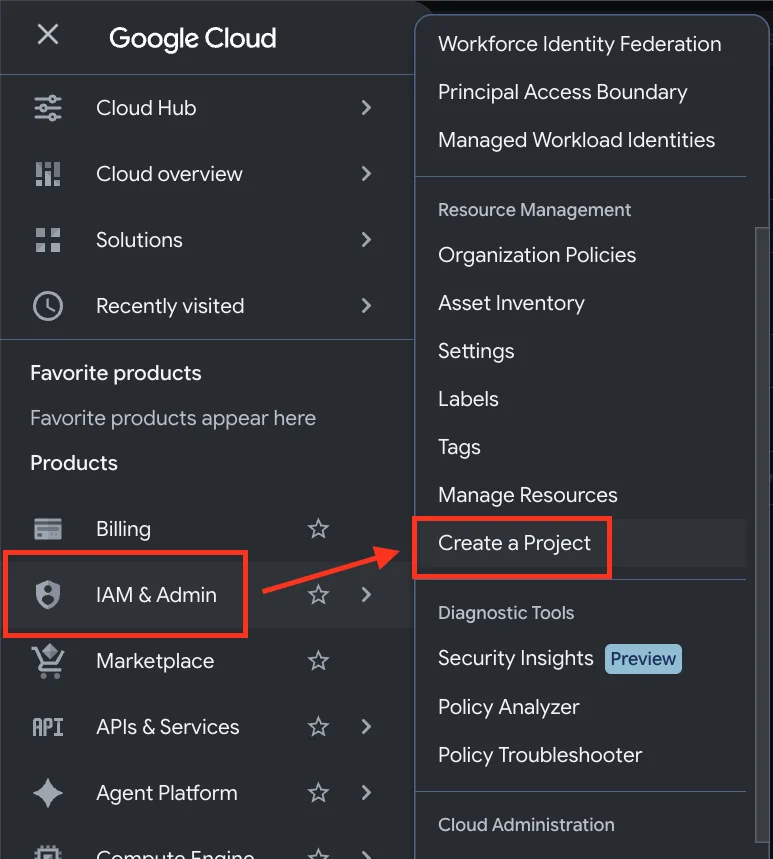 Google Cloud
Cloud Hub
Cloud overview
Solutions
Recently visited
Favorite products
Favorite products appear here
Products
Billing
IAM & Admin
Marketplace
API
APIs & Services
Agent Platform
Compute Engine
Workforce Identity Federation
Principal Access Boundary
Managed Workload Identities
Resource Management
Organization Policies
Asset Inventory
Settings
Labels
Tags
Manage Resources
Create a Project
Diagnostic Tools
Security Insights Preview
Policy Analyzer
Policy Troubleshooter
Cloud Administration